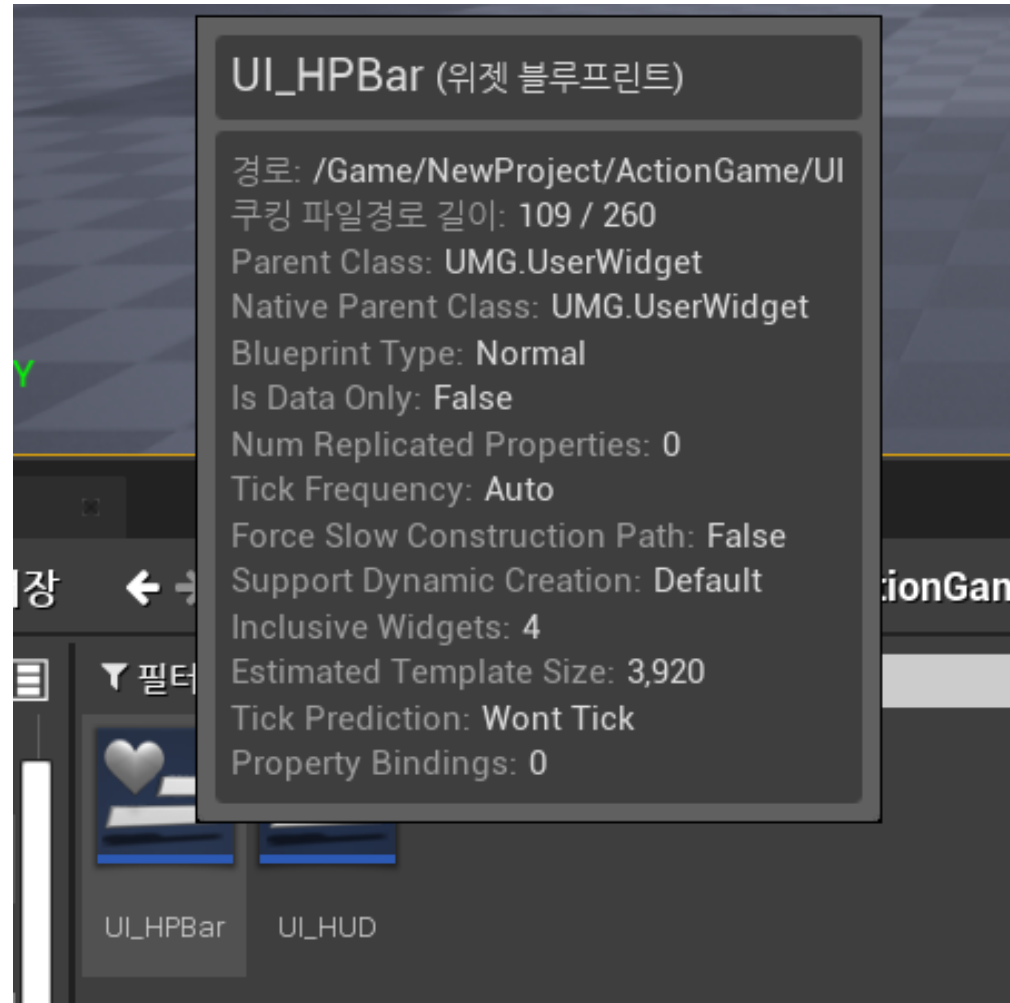 UI_HPBar (위젯 블루프린트)
경로: /Game/NewProject/ActionGame/UI
쿠킹 파일경로 길이: 109 / 260
Parent Class: UMG.UserWidget
Native Parent Class: UMG.UserWidget
Blueprint Type: Normal
Is Data Only: False
Num Replicated Properties: 0
Tick Frequency: Auto
Force Slow Construction Path: False
Support Dynamic Creation: Default
Inclusive Widgets: 4
Estimated Template Size: 3,920
Tick Prediction: Wont Tick
Property Bindings: 0
Y
장
tionGan
필터
UI_HPBar
UI_HUD